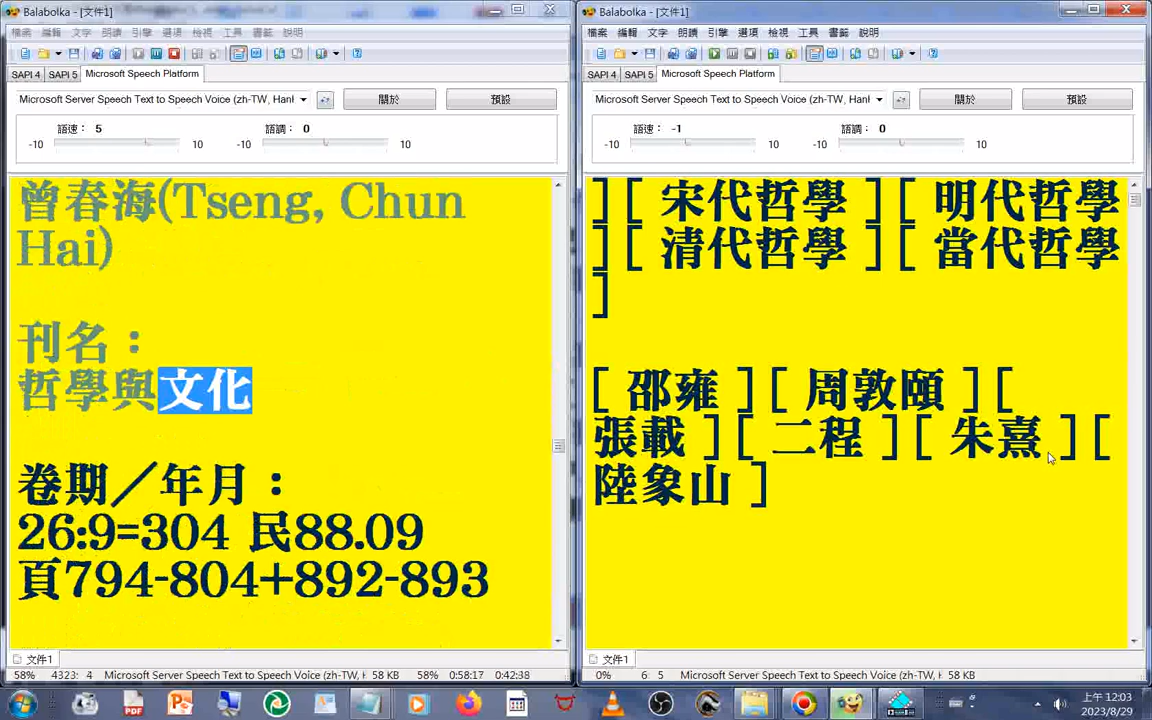 Balabolka - [文件1]
檔案 編輯 文字 朗讀 引擎 選項 檢視 工具 書籤 說明
SAPI 4 SAPI 5 Microsoft Speech Platform
Microsoft Server Speech Text to Speech Voice (zh-TW, Hanl
關於
預設
語速： 5
語調： 0
-10 10 -10 10
曾春海(Tseng, Chun
Hai)
刊名：
哲學與文化
卷期／年月：
26:9=304 民88.09
頁794-804+892-893
文件1
58% 4323: 4 Microsoft Server Speech Text to Speech Voice (zh-TW, H 58 KB 58% 0:58:17 0:42:38
Balabolka - [文件1]
檔案 編輯 文字 朗讀 引擎 選項 檢視 工具 書籤 說明
SAPI 4 SAPI 5 Microsoft Speech Platform
Microsoft Server Speech Text to Speech Voice (zh-TW, Hanl
關於
預設
語速： -1
語調： 0
-10 10 -10 10
][ 宋代哲學 ][ 明代哲學
][ 清代哲學 ][ 當代哲學
]
[ 邵雍 ][ 周敦頤 ][
張載 ][ 二程 ][ 朱熹 ][
陸象山 ]
文件1
0% 6: 5 Microsoft Server Speech Text to Speech Voice (zh-TW, H 58 KB
上午 12:03
2023/8/29